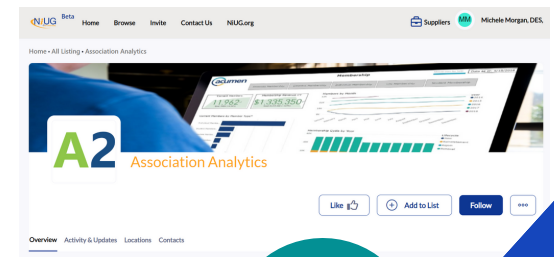 NiUG Beta Home Browse Invite Contact Us NiUG.org Suppliers MM Michele Morgan, DES,
Home • All Listing • Association Analytics
acumen
Membership
11,962 $1,335,350
A2
Association Analytics
Like Add to List Follow
Overview Activity & Updates Locations Contacts